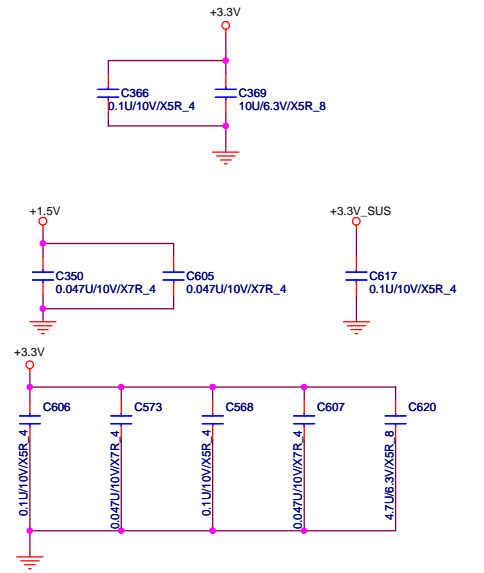 +3.3V
C366
0.1U/10V/X5R_4
C369
10U/6.3V/X5R_8
+1.5V
C350
0.047U/10V/X7R_4
C605
0.047U/10V/X7R_4
+3.3V_SUS
C617
0.1U/10V/X5R_4
+3.3V
C606
0.1U/10V/X5R_4
C573
0.047U/10V/X7R_4
C568
0.1U/10V/X5R_4
C607
0.047U/10V/X7R_4
C620
4.7U/6.3V/X5R_8